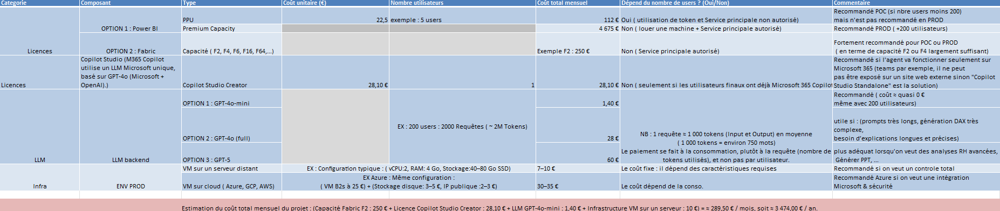 Categorie	Composant	Type	Coût unitaire (€)	Nombre utilisateurs	Coût total mensuel	Dépend du nombre de users ? (Oui/Non)	Commentaire
Recommandé POC (si nbre users moins 200)
PPU	22,5	exemple : 5 users	112 €	Oui ( utilisation de token et Service principale non autorisé)	mais n'est pas recommandé en PROD
OPTION 1 : Power BI	Premium Capacity	4 675 €	Non ( louer une machine + Service principale autorisé)	Recommandé PROD ( +200 utilisateurs)
Fortement recommandé pour POC ou PROD
Licences	OPTION 2 : Fabric	Capacité ( F2, F4, F6, F16, F64,...)	Exemple F2 : 250 €	Non ( Service principale autorisé)	( en terme de capacité F2 ou F4 largement suffisant)
Copilot Studio (M365 Copilot
utilise un LLM Microsoft unique,
basé sur GPT-4o (Microsoft +
Licences	OpenAI).)	Copilot Studio Creator	28,10 €	1	28,10 €	Non ( seulement si les utilisateurs finaux ont déjà Microsoft 365 Copilot
Recommandé si l'agent va fonctionner seulement sur
Microsoft 365 (teams par exemple, il ne peut
pas être exposé sur un site web externe sinon "Copilot
Studio Standalone" est la solution)
Recommandé ( coût ≈ quasi 0 €
OPTION 1 : GPT-4o-mini	1,40 €	même avec 200 utilisateurs)
EX : 200 users : 2000 Requêtes ( ~ 2M Tokens)
utile si : (prompts très longs, génération DAX très
complexe,
OPTION 2 : GPT-4o (full)	28 €	besoin d'explications longues et précises)
NB : 1 requête ≈ 1 000 tokens (Input et Output) en moyenne
( 1 000 tokens = environ 750 mots)
Le paiement se fait à la consommation, plutôt à la requête (nombre de
tokens utilisés), et non pas par utilisateur.
plus adéquat lorsqu'on veut des analyses RH avancées,
LLM	LLM backend	OPTION 3 : GPT-5	60 €	Générer PPT, ...
VM sur un serveur distant	EX : Configuration typique : ( vCPU:2, RAM: 4 Go, Stockage:40–80 Go SSD)	7–10 €	Le coût fixe : il dépend des caractéristiques requises	Recommandé si on veut un controle total
EX Azure : Même configuration :	Recommandé Azure si on veut une intégration
Infra	ENV PROD	VM sur cloud ( Azure, GCP, AWS)	( VM B2s à 25 €) + (Stockage disque: 3–5 €, IP publique :2–3 €)	30–35 €	Le coût dépend de la conso.	Microsoft & sécurité
Estimation du coût total mensuel du projet : (Capacité Fabric F2 : 250 € + Licence Copilot Studio Creator : 28,10 € + LLM GPT-4o-mini : 1,40 € + Infrastructure VM sur un serveur : 10 €) = ≈ 289,50 € / mois, soit ≈ 3 474,00 € / an.